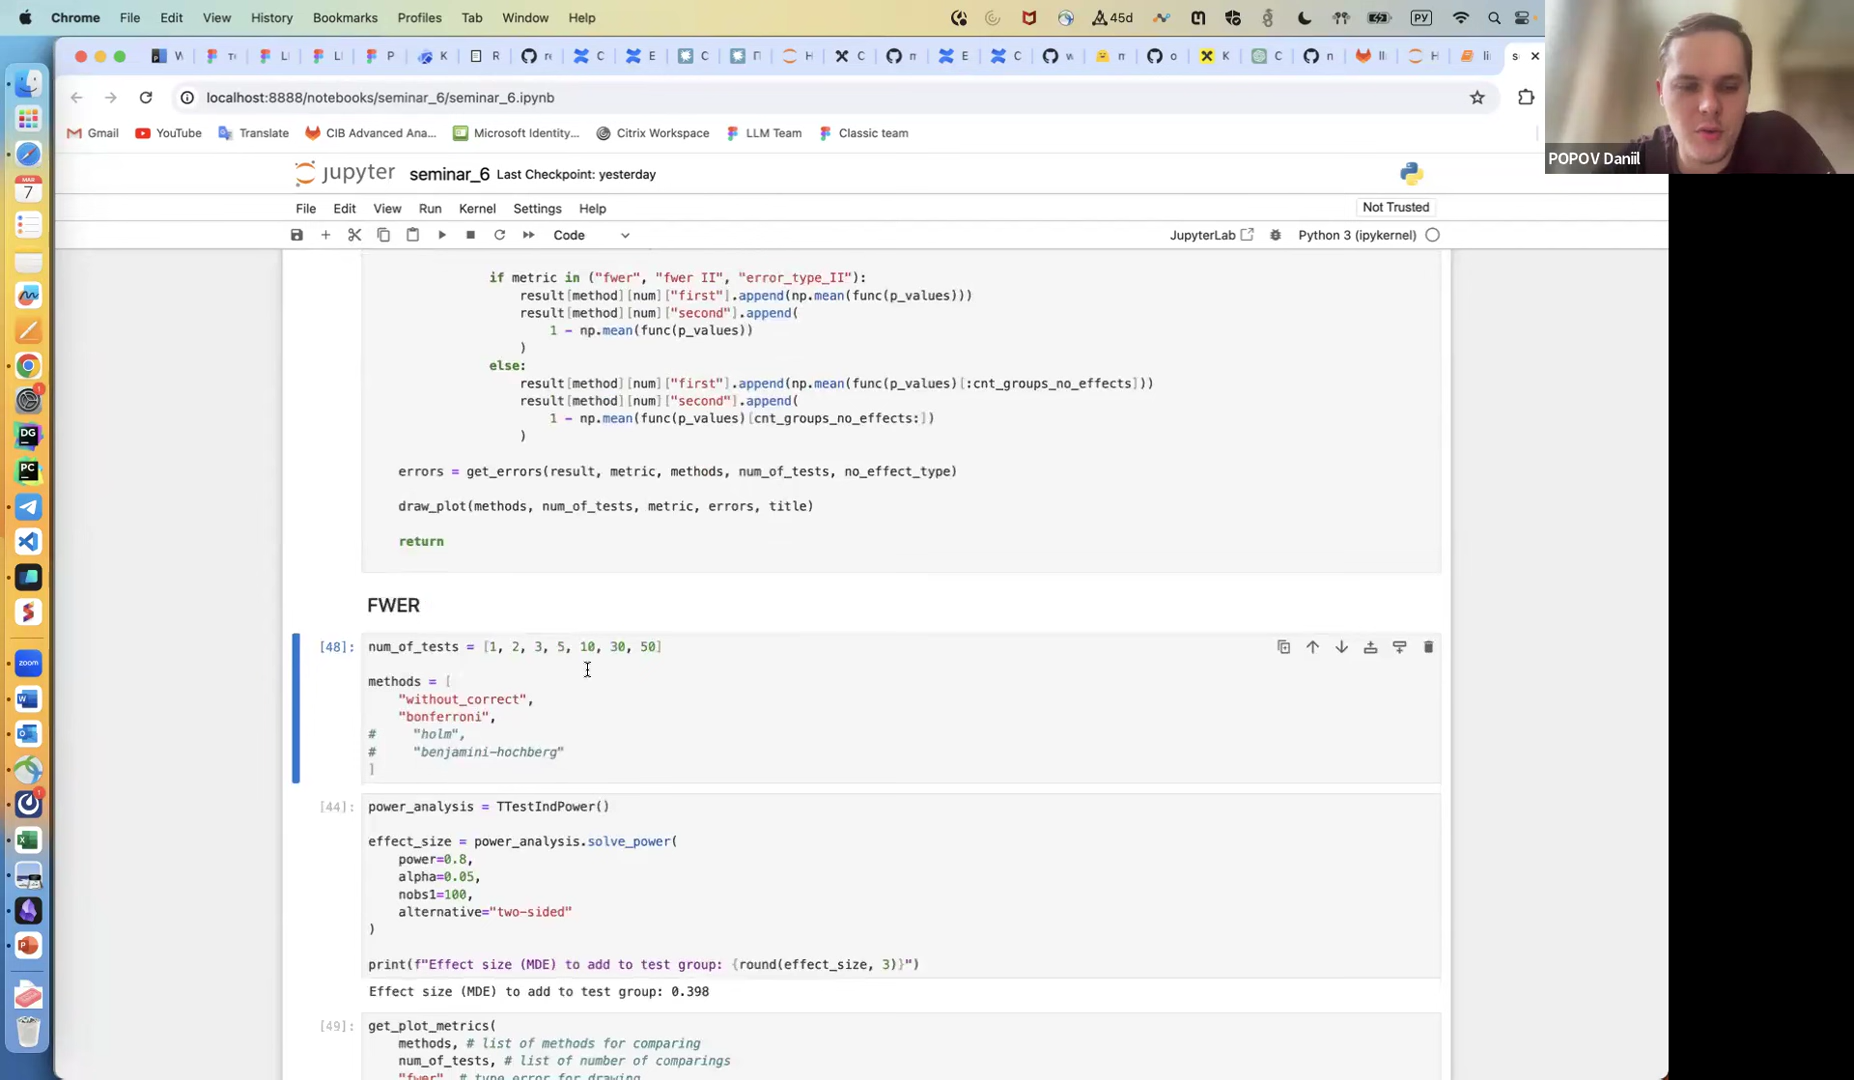 Chrome File Edit View History Bookmarks Profiles Tab Window Help 45d РУ
localhost:8888/notebooks/seminar_6/seminar_6.ipynb
Gmail YouTube Translate CIB Advanced Ana... Microsoft Identity... Citrix Workspace LLM Team Classic team
POPOV Daniil
jupyter seminar_6 Last Checkpoint: yesterday
File Edit View Run Kernel Settings Help Not Trusted
Code JupyterLab Python 3 (ipykernel)
if metric in ("fwer", "fwer II", "error_type_II"):
result[method][num]["first"].append(np.mean(func(p_values)))
result[method][num]["second"].append(
1 - np.mean(func(p_values))
)
else:
result[method][num]["first"].append(np.mean(func(p_values)[:cnt_groups_no_effects]))
result[method][num]["second"].append(
1 - np.mean(func(p_values)[cnt_groups_no_effects:])
)
errors = get_errors(result, metric, methods, num_of_tests, no_effect_type)
draw_plot(methods, num_of_tests, metric, errors, title)
return
FWER
[48]: num_of_tests = [1, 2, 3, 5, 10, 30, 50]
methods = [
"without_correct",
"bonferroni",
# "holm",
# "benjamini-hochberg"
]
[44]: power_analysis = TTestIndPower()
effect_size = power_analysis.solve_power(
power=0.8,
alpha=0.05,
nobs1=100,
alternative="two-sided"
)
print(f"Effect size (MDE) to add to test group: {round(effect_size, 3)}")
Effect size (MDE) to add to test group: 0.398
[49]: get_plot_metrics(
methods, # list of methods for comparing
num_of_tests, # list of number of comparings
"fwer", # type error for drawing